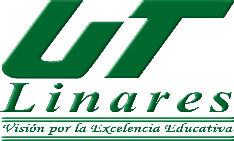 UT
Linares
Visión por la Excelencia Educativa